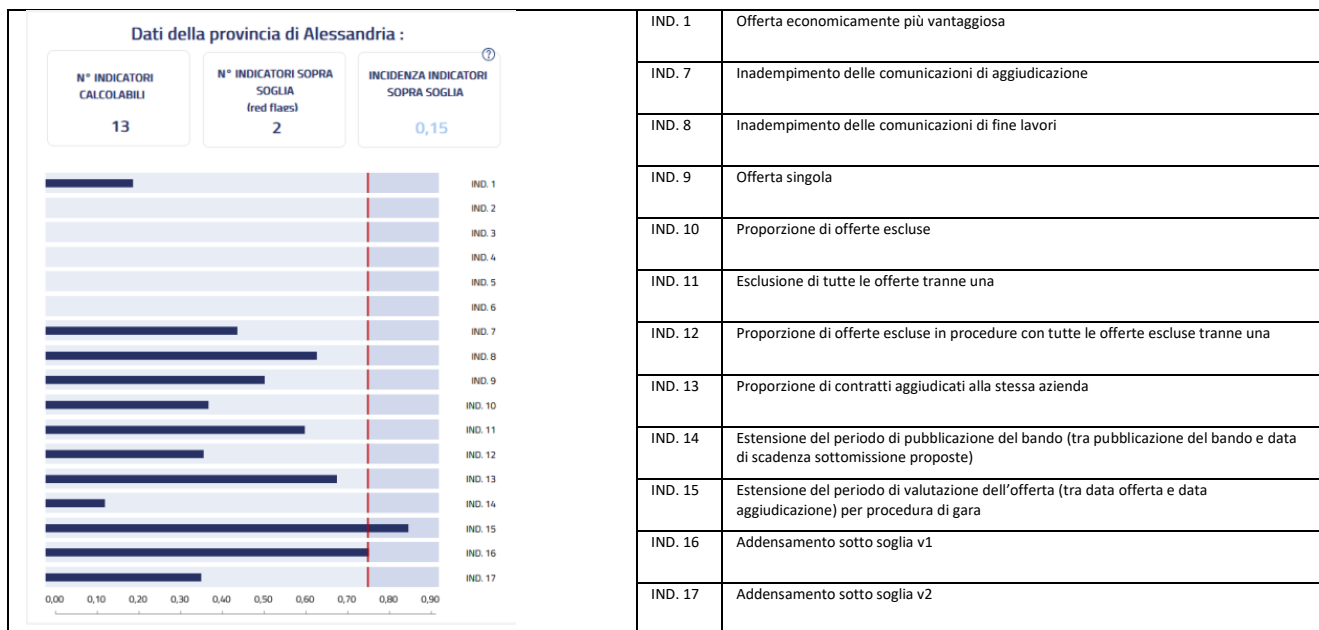 Dati della provincia di Alessandria :
?
N° INDICATORI
CALCOLABILI
13
N° INDICATORI SOPRA
SOGLIA
(red flags)
2
INCIDENZA INDICATORI
SOPRA SOGLIA
0,15
IND. 1
IND. 2
IND. 3
IND. 4
IND. 5
IND. 6
IND. 7
IND. 8
IND. 9
IND. 10
IND. 11
IND. 12
IND. 13
IND. 14
IND. 15
IND. 16
IND. 17
0,00 0,10 0,20 0,30 0,40 0,50 0,60 0,70 0,80 0,90
IND. 1 Offerta economicamente più vantaggiosa
IND. 7 Inadempimento delle comunicazioni di aggiudicazione
IND. 8 Inadempimento delle comunicazioni di fine lavori
IND. 9 Offerta singola
IND. 10 Proporzione di offerte escluse
IND. 11 Esclusione di tutte le offerte tranne una
IND. 12 Proporzione di offerte escluse in procedure con tutte le offerte escluse tranne una
IND. 13 Proporzione di contratti aggiudicati alla stessa azienda
IND. 14 Estensione del periodo di pubblicazione del bando (tra pubblicazione del bando e data
di scadenza sottomissione proposte)
IND. 15 Estensione del periodo di valutazione dell'offerta (tra data offerta e data
aggiudicazione) per procedura di gara
IND. 16 Addensamento sotto soglia v1
IND. 17 Addensamento sotto soglia v2